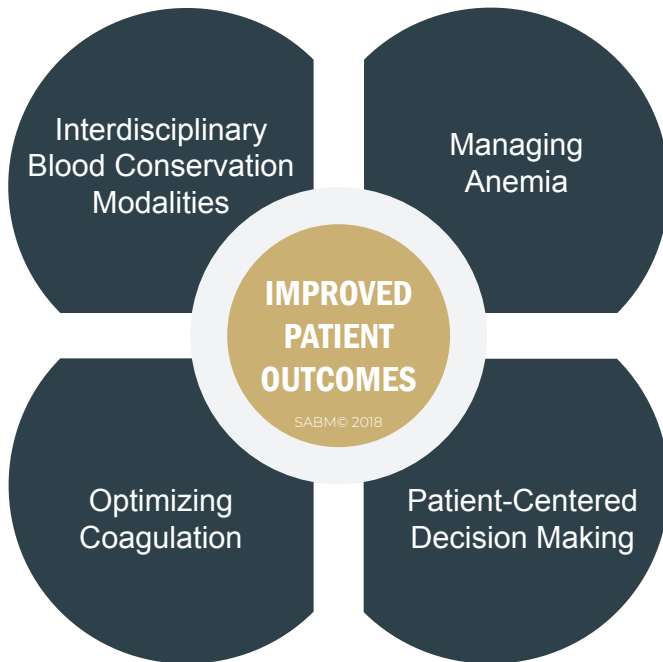 Interdisciplinary
Blood Conservation
Modalities
Managing
Anemia
IMPROVED
PATIENT
OUTCOMES
SABM© 2018
Optimizing
Coagulation
Patient-Centered
Decision Making